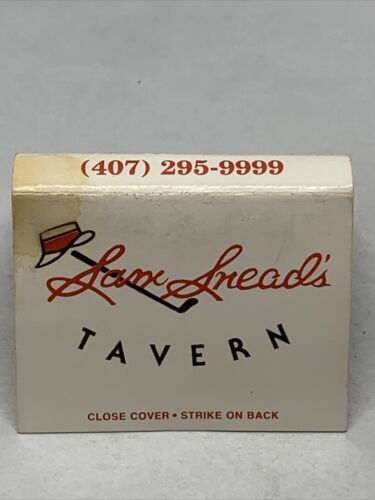 (407) 295-9999
Sam Snead's
TAVERN
CLOSE COVER • STRIKE ON BACK